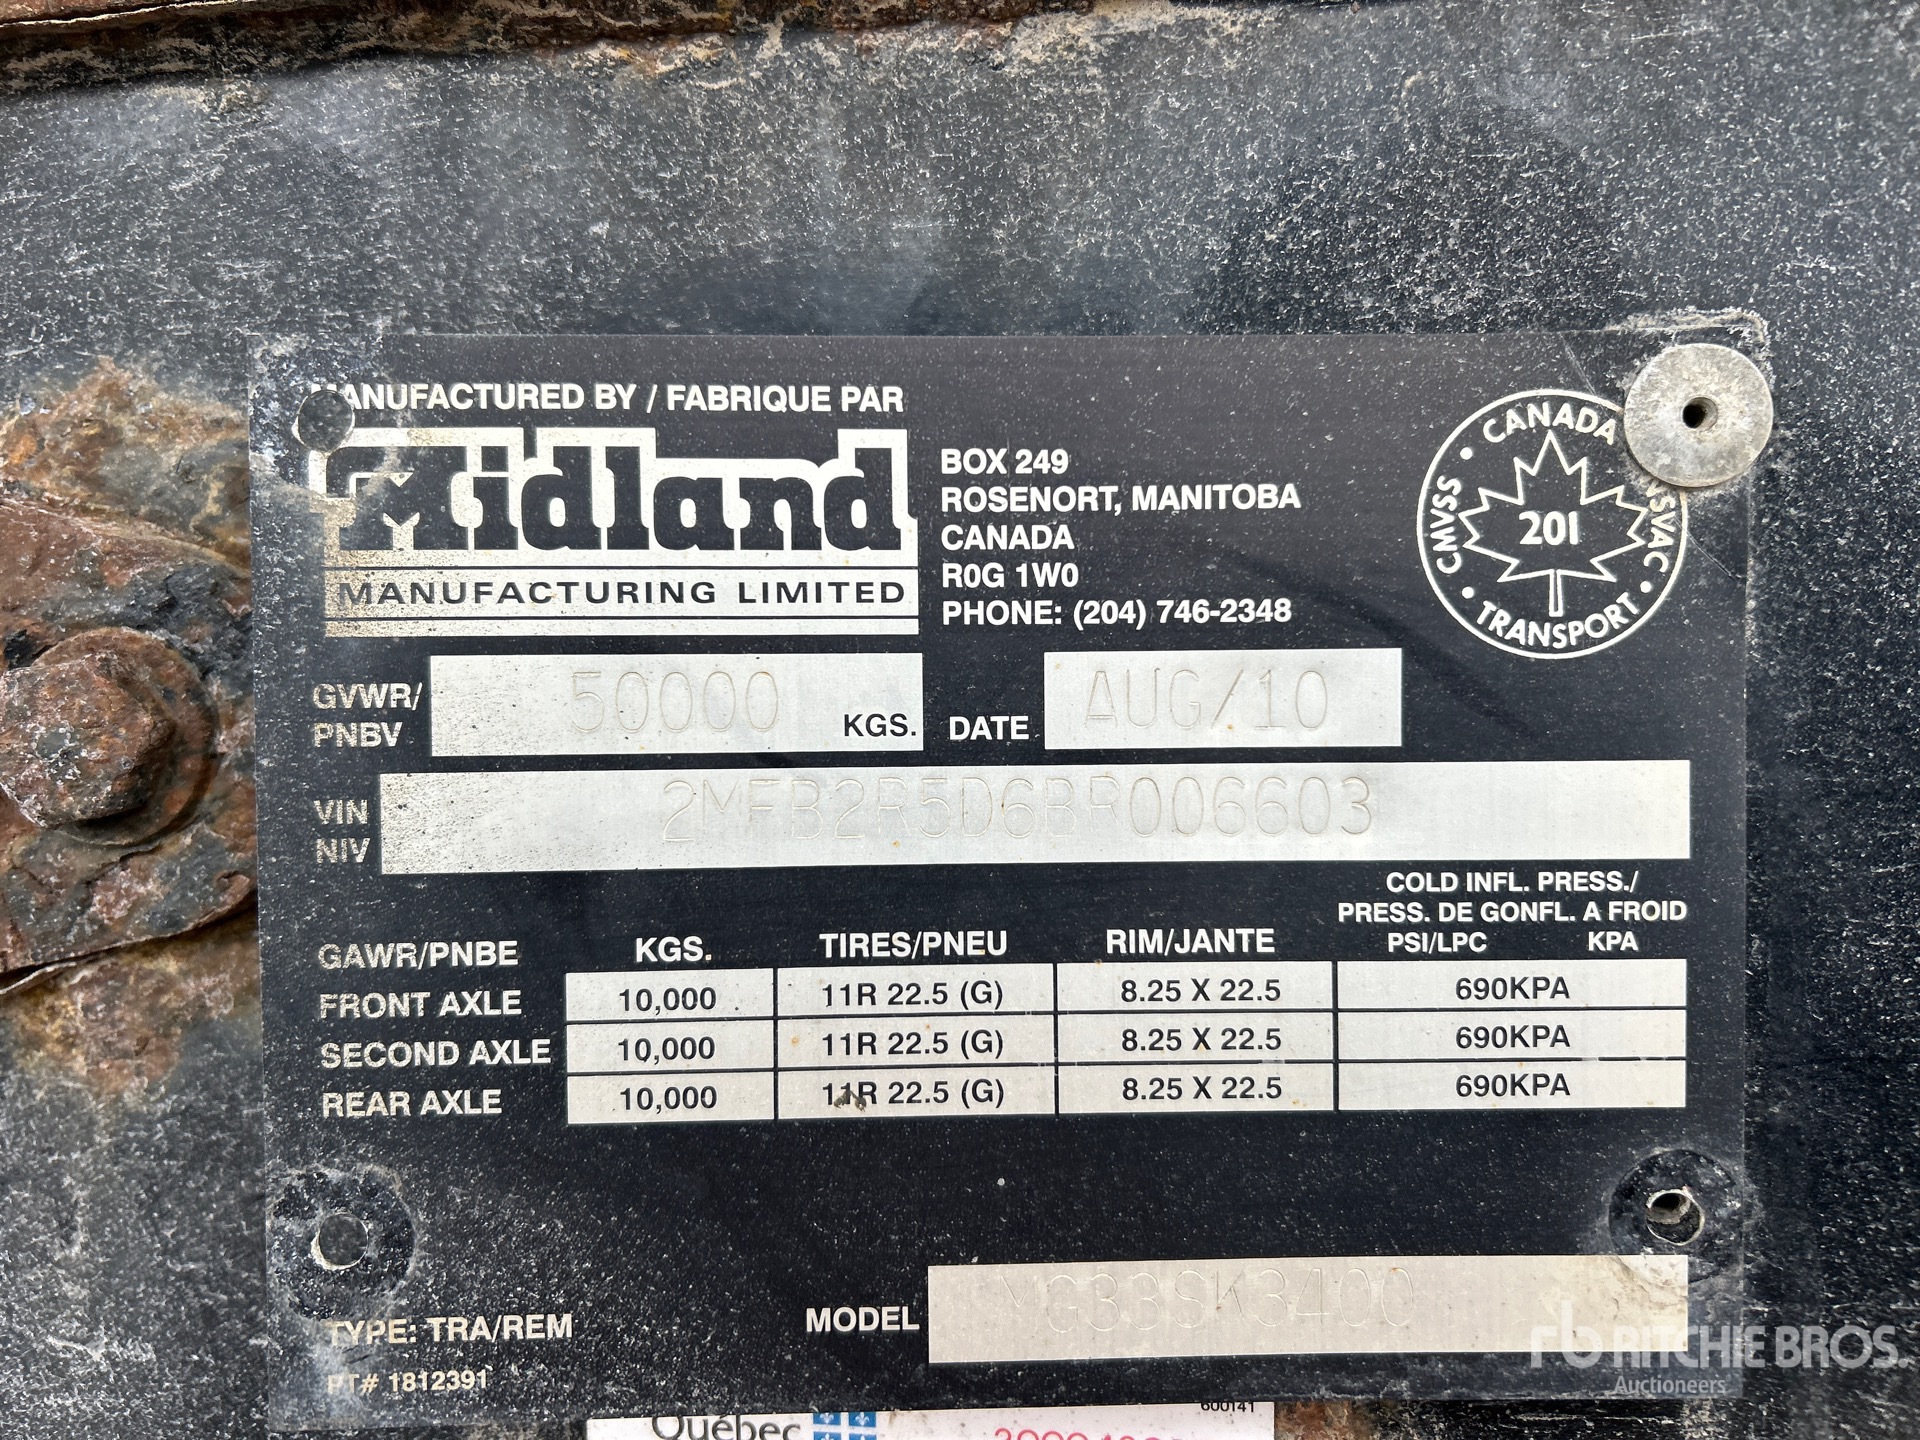 MANUFACTURED BY / FABRIQUE PAR
Midland
MANUFACTURING LIMITED
BOX 249
ROSENORT, MANITOBA
CANADA
R0G 1W0
PHONE: (204) 746-2348
CANADA
CMVSS • NSVAC
201
TRANSPORT
GVWR/ PNBV 50000 KGS. DATE AUG/10
VIN NIV 2MFB2R5D6BR006603
COLD INFL. PRESS./
PRESS. DE GONFL. A FROID
GAWR/PNBE KGS. TIRES/PNEU RIM/JANTE PSI/LPC KPA
FRONT AXLE 10,000 11R 22.5 (G) 8.25 X 22.5 690KPA
SECOND AXLE 10,000 11R 22.5 (G) 8.25 X 22.5 690KPA
REAR AXLE 10,000 11R 22.5 (G) 8.25 X 22.5 690KPA
TYPE: TRA/REM MODEL MG33SK3400
PT# 1812391
rb RITCHIE BROS.
Auctioneers
Québec
600141